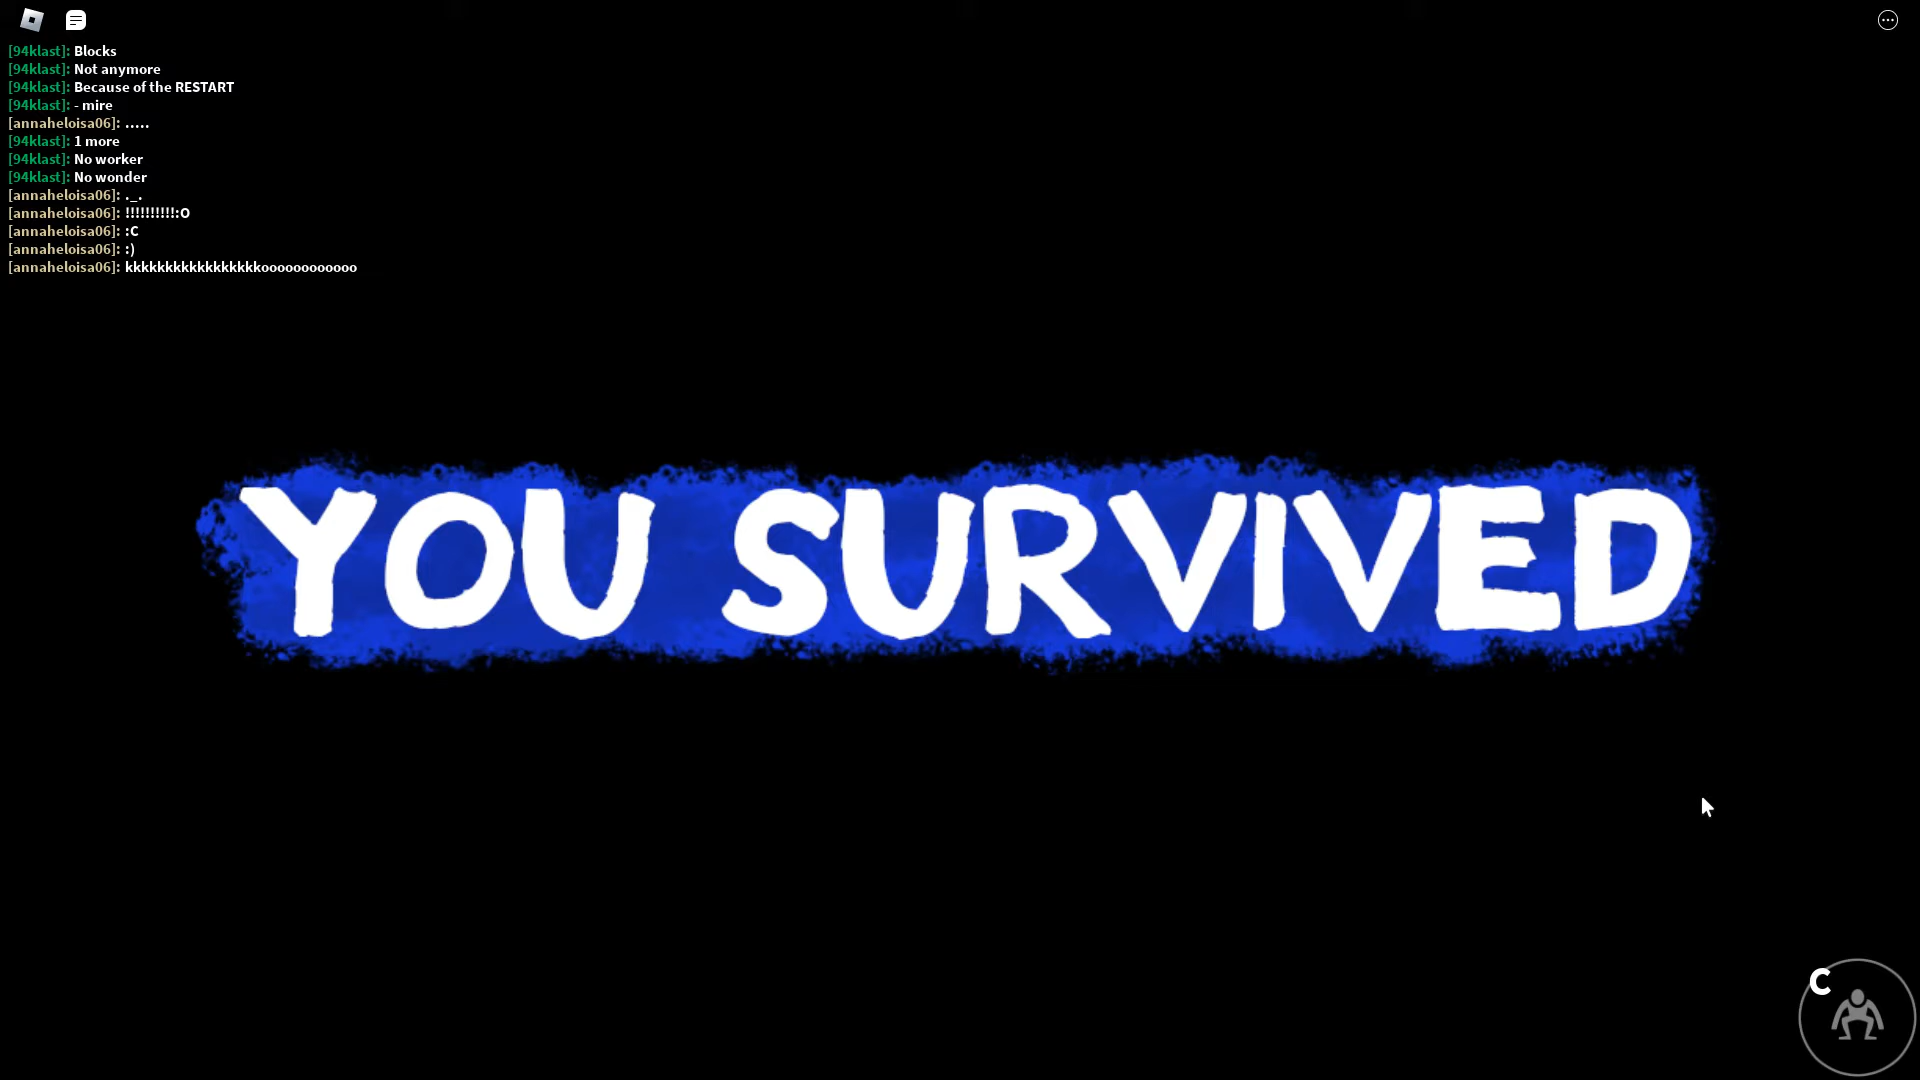 [94klast]: Blocks
[94klast]: Not anymore
[94klast]: Because of the RESTART
[94klast]: - mire
[annaheloisa06]: .....
[94klast]: 1 more
[94klast]: No worker
[94klast]: No wonder
[annaheloisa06]: ._.
[annaheloisa06]: !!!!!!!!!!:O
[annaheloisa06]: :C
[annaheloisa06]: :)
[annaheloisa06]: kkkkkkkkkkkkkkkkkoooooooooooo
YOU SURVIVED
C